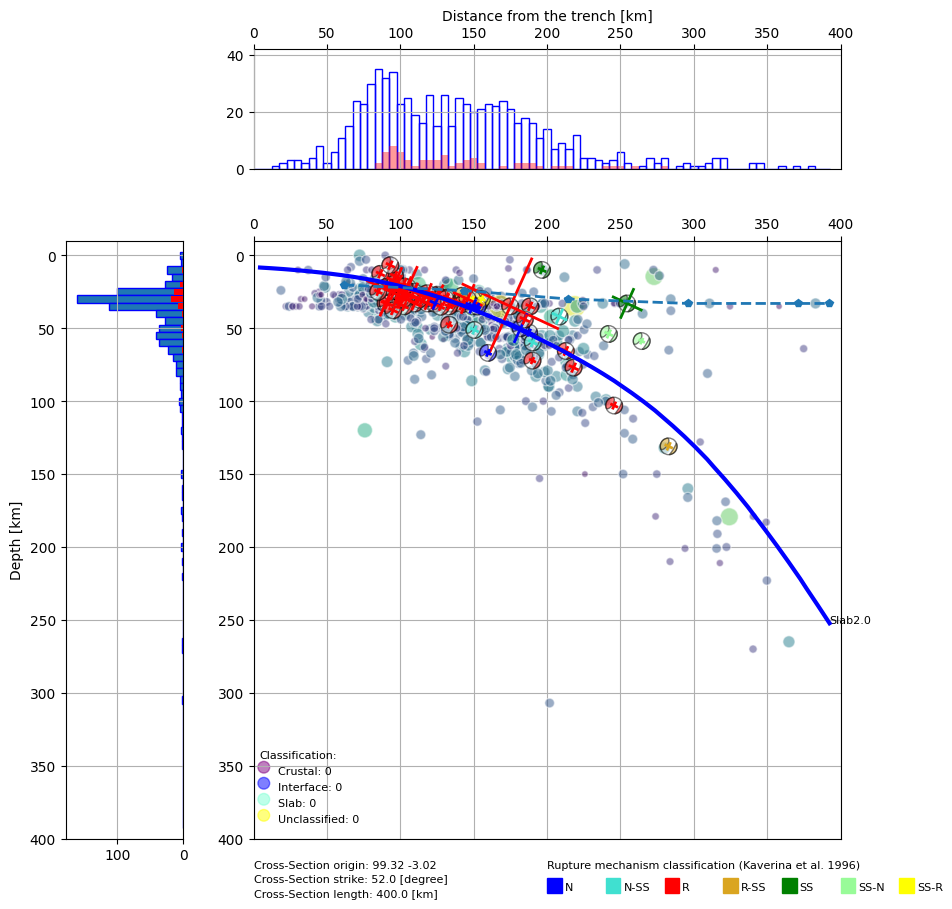 Distance from the trench [km]
0 50 100 150 200 250 300 350 400
40
20
0
0 50 100 150 200 250 300 350 400
0 0
50 50
100 100
150 150
200 200
250 250
300 300
350 350
400 400
Depth [km]
100 0
Slab2.0
Classification:
Crustal: 0
Interface: 0
Slab: 0
Unclassified: 0
Cross-Section origin: 99.32 -3.02
Cross-Section strike: 52.0 [degree]
Cross-Section length: 400.0 [km]
Rupture mechanism classification (Kaverina et al. 1996)
N N-SS R R-SS SS SS-N SS-R